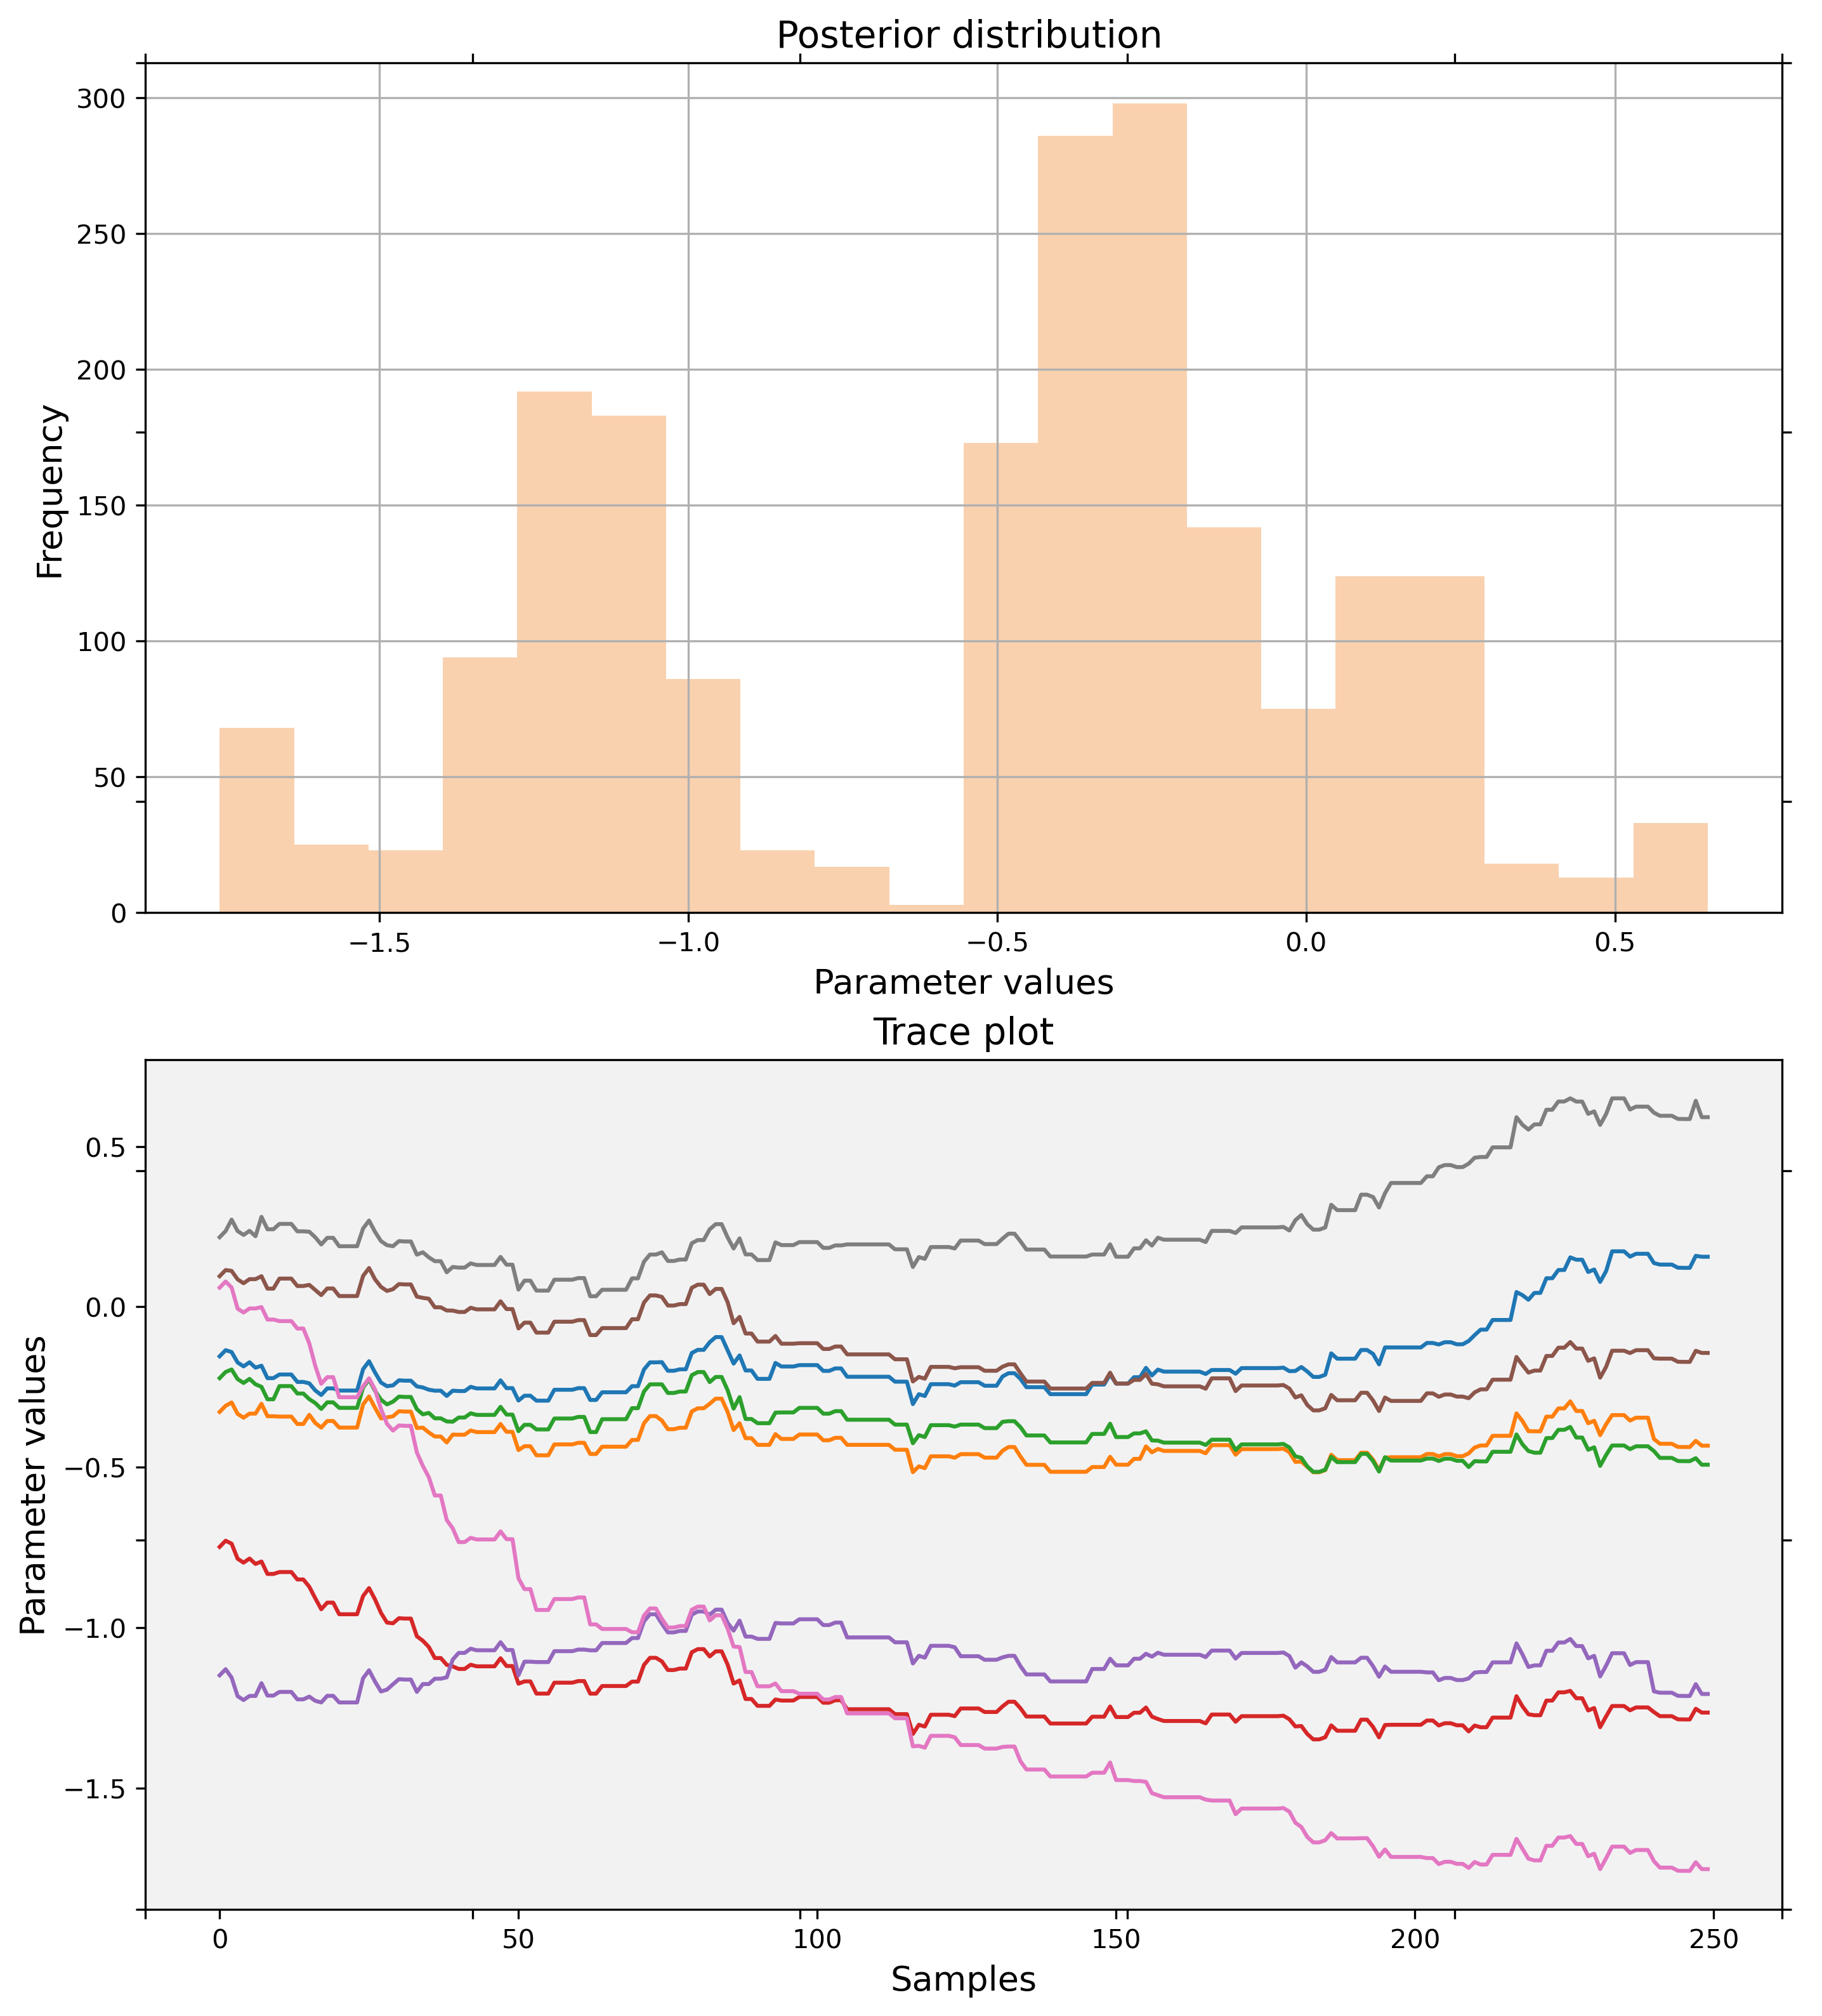 Posterior distribution
300
250
200
150
100
50
0
Frequency
−1.5 −1.0 −0.5 0.0 0.5
Parameter values
Trace plot
0.5
0.0
−0.5
−1.0
−1.5
Parameter values
0 50 100 150 200 250
Samples